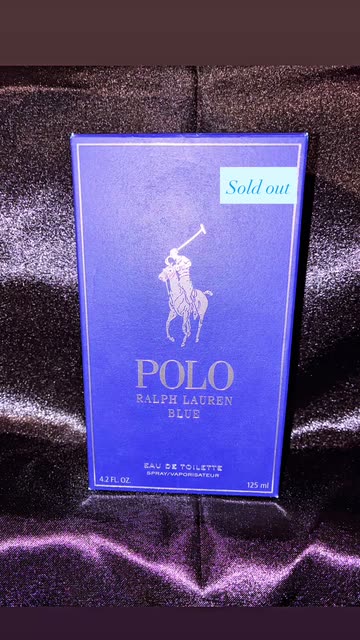 Sold out
POLO
RALPH LAUREN
BLUE
EAU DE TOILETTE
SPRAY/VAPORISATEUR
4.2 FL. OZ. 125 ml